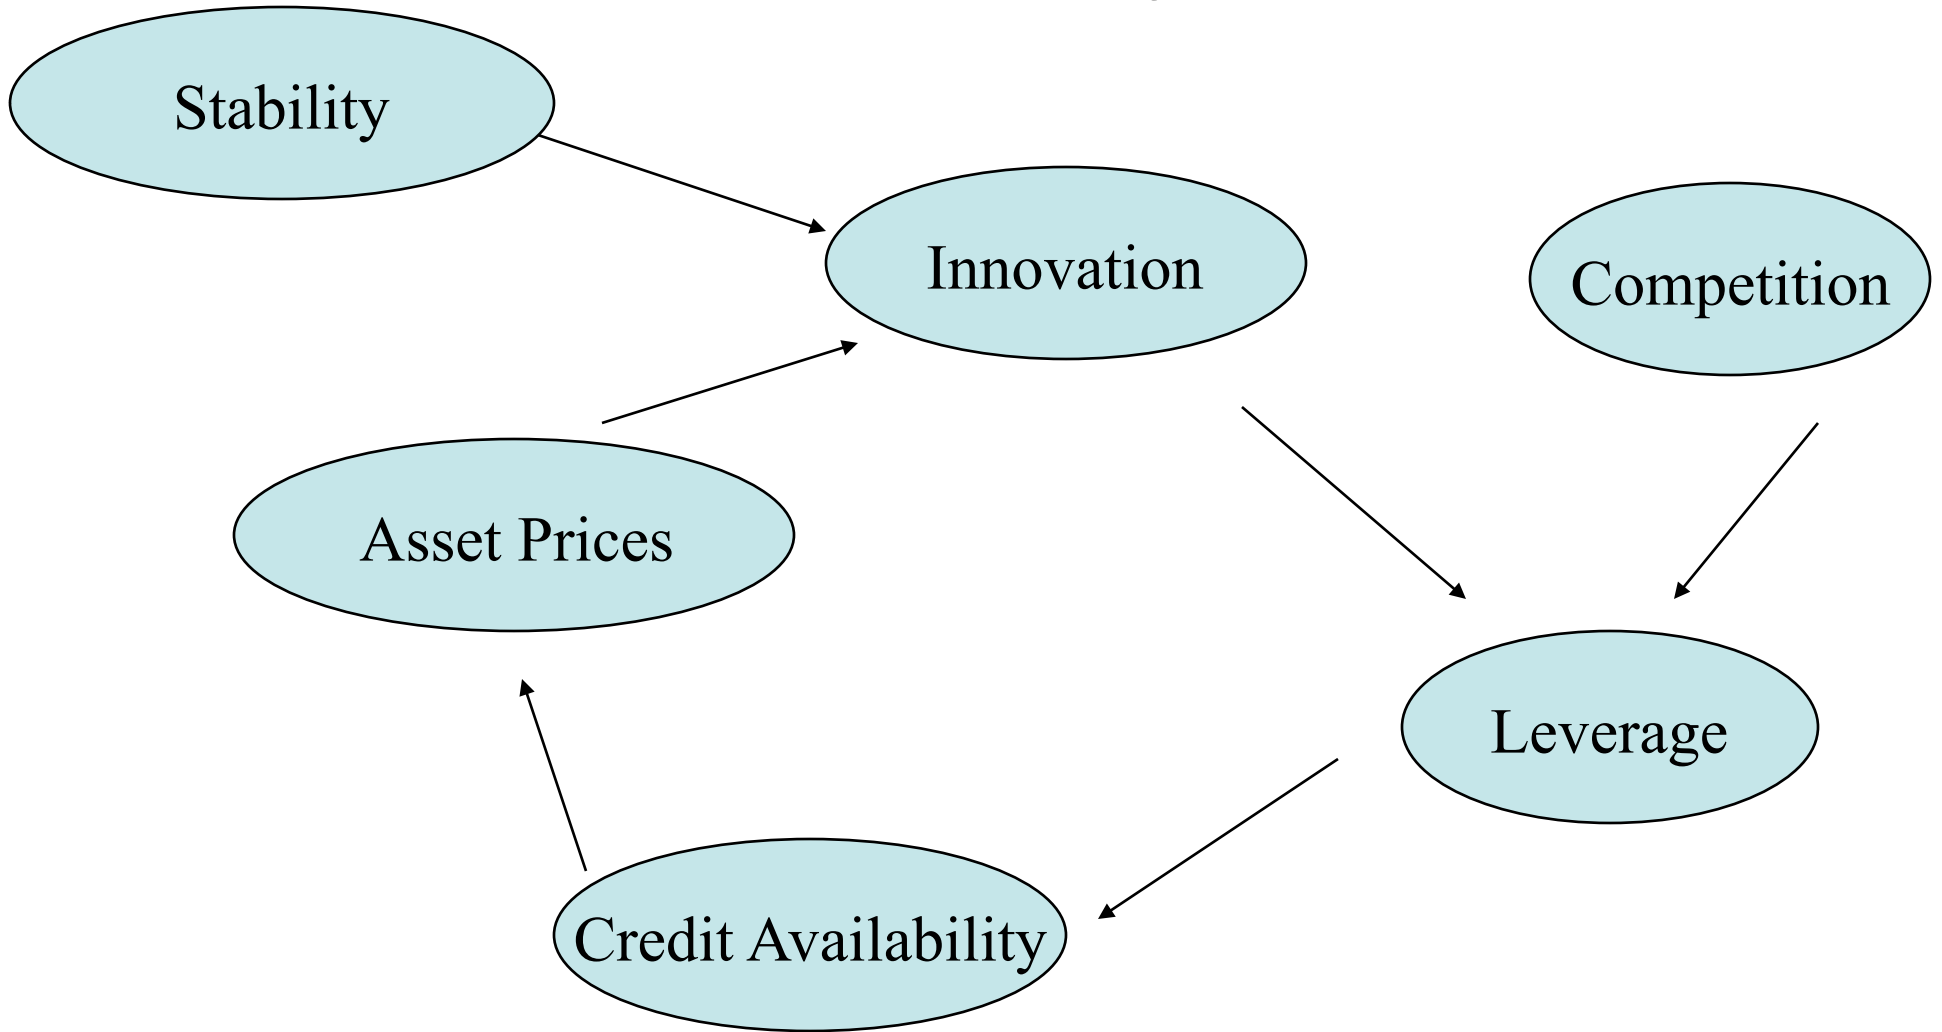 Stability
Innovation
Competition
Asset Prices
Leverage
Credit Availability